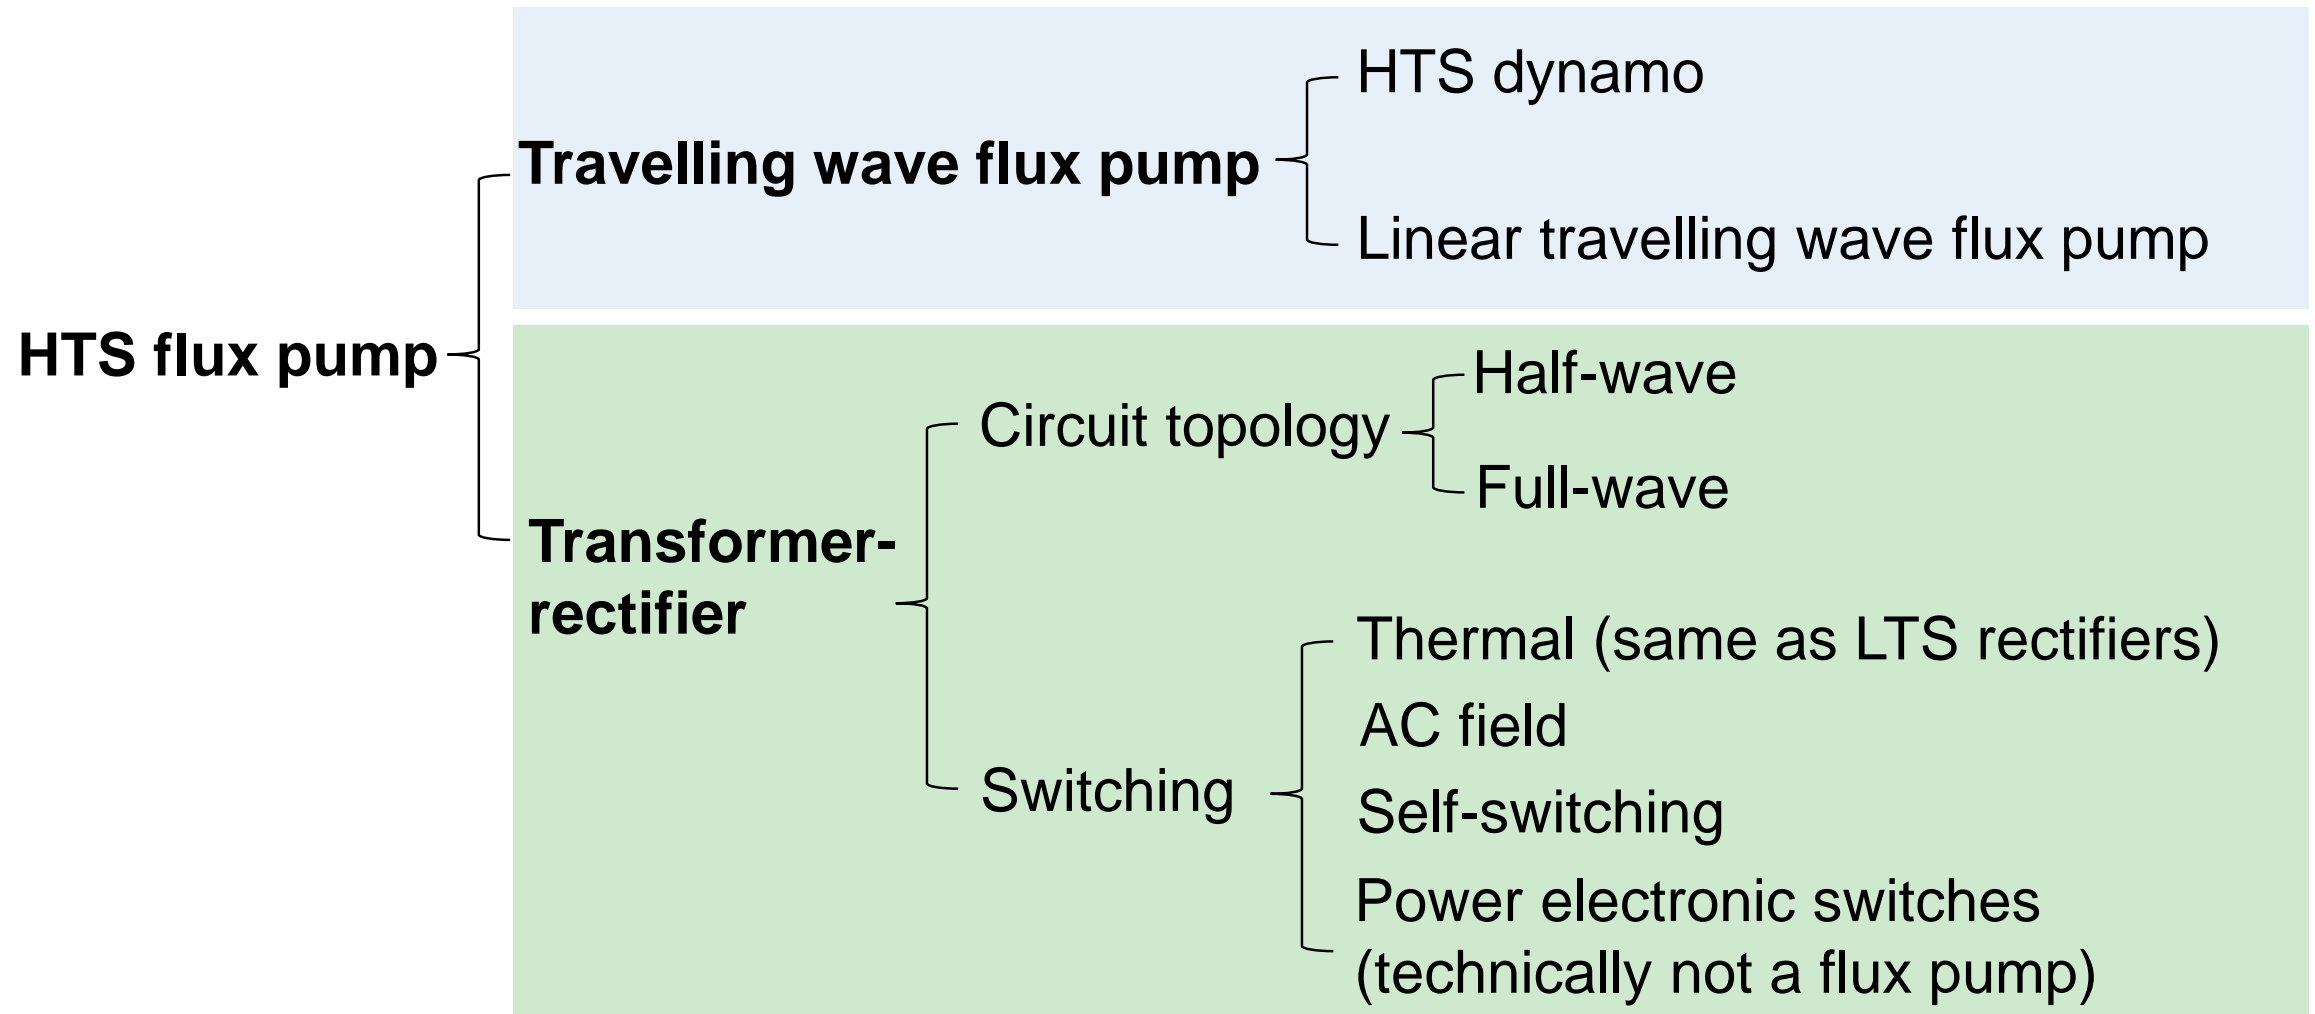 HTS dynamo
Travelling wave flux pump
Linear travelling wave flux pump
HTS flux pump
Half-wave
Circuit topology
Full-wave
Transformer-
rectifier
Thermal (same as LTS rectifiers)
AC field
Switching
Self-switching
Power electronic switches
(technically not a flux pump)